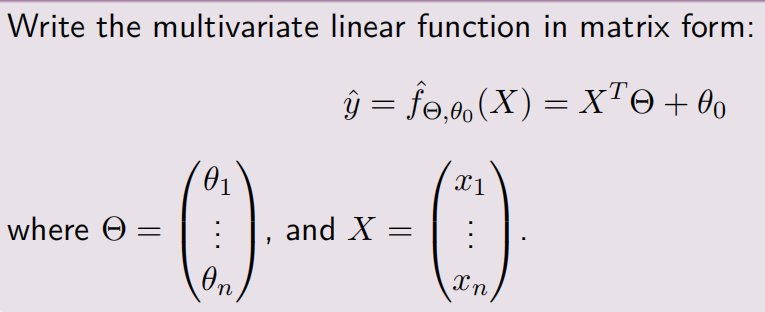 Write the multivariate linear function in matrix form:
$\hat{y} = \hat{f}_{\Theta,\theta_0}(X) = X^T\Theta + \theta_0$
where $\Theta = \begin{pmatrix} \theta_1 \\ \vdots \\ \theta_n \end{pmatrix}$, and $X = \begin{pmatrix} x_1 \\ \vdots \\ x_n \end{pmatrix}$.